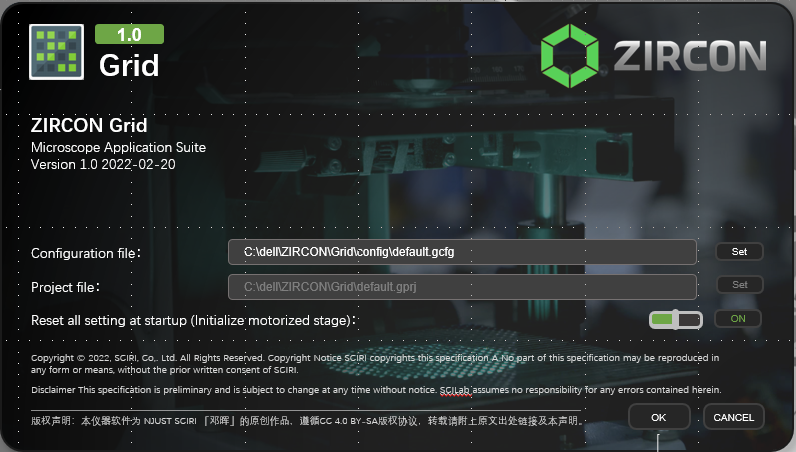 1.0
Grid
ZIRCON
ZIRCON Grid
Microscope Application Suite
Version 1.0 2022-02-20
Configuration file：
C:\dell\ZIRCON\Grid\config\default.gcfg
Set
Project file：
C:\dell\ZIRCON\Grid\default.gprj
Set
Reset all setting at startup (Initialize motorized stage)：
ON
Copyright © 2022, SCIRI, Co,. Ltd. All Rights Reserved. Copyright Notice SCIRI copyrights this specification A.No part of this specification may be reproduced in
any form or means, without the prior written consent of SCIRI.
Disclaimer This specification is preliminary and is subject to change at any time without notice. SCILab assumes no responsibility for any errors contained herein.
版权声明：本仪器软件为 NJUST SCIRI 「邓晖」的原创作品，遵循CC 4.0 BY-SA版权协议，转载请附上原文出处链接及本声明。
OK
CANCEL